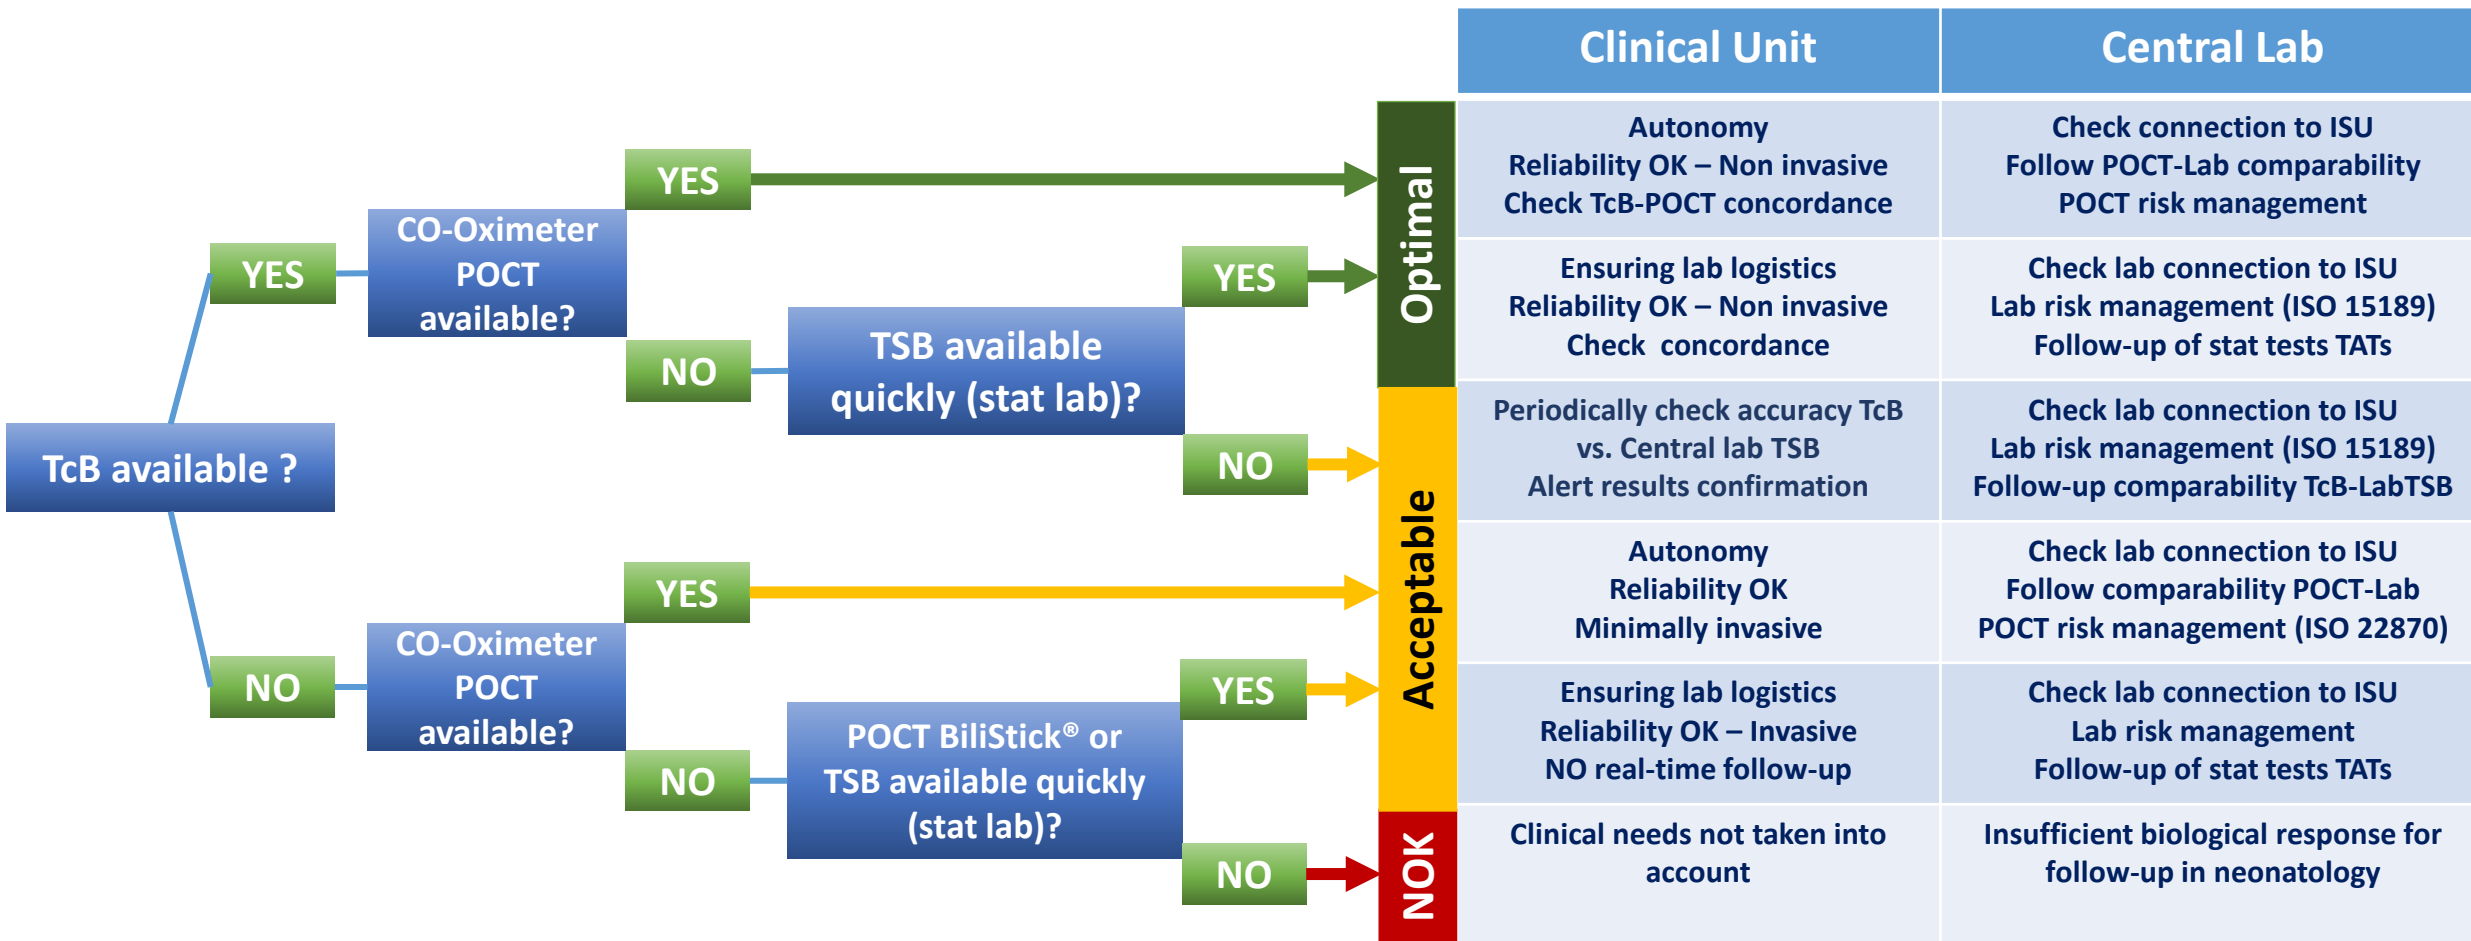 Clinical Unit
Central Lab
TcB available ?
YES
CO-Oximeter
POCT
available?
YES
NO
TSB available
quickly (stat lab)?
YES
NO
NO
CO-Oximeter
POCT
available?
YES
NO
POCT BiliStick® or
TSB available quickly
(stat lab)?
YES
NO
Optimal
Acceptable
NOK
Autonomy
Reliability OK – Non invasive
Check TcB-POCT concordance
Check connection to ISU
Follow POCT-Lab comparability
POCT risk management
Ensuring lab logistics
Reliability OK – Non invasive
Check  concordance
Check lab connection to ISU
Lab risk management (ISO 15189)
Follow-up of stat tests TATs
Periodically check accuracy TcB
vs. Central lab TSB
Alert results confirmation
Check lab connection to ISU
Lab risk management (ISO 15189)
Follow-up comparability TcB-LabTSB
Autonomy
Reliability OK
Minimally invasive
Check lab connection to ISU
Follow comparability POCT-Lab
POCT risk management (ISO 22870)
Ensuring lab logistics
Reliability OK – Invasive
NO real-time follow-up
Check lab connection to ISU
Lab risk management
Follow-up of stat tests TATs
Clinical needs not taken into
account
Insufficient biological response for
follow-up in neonatology